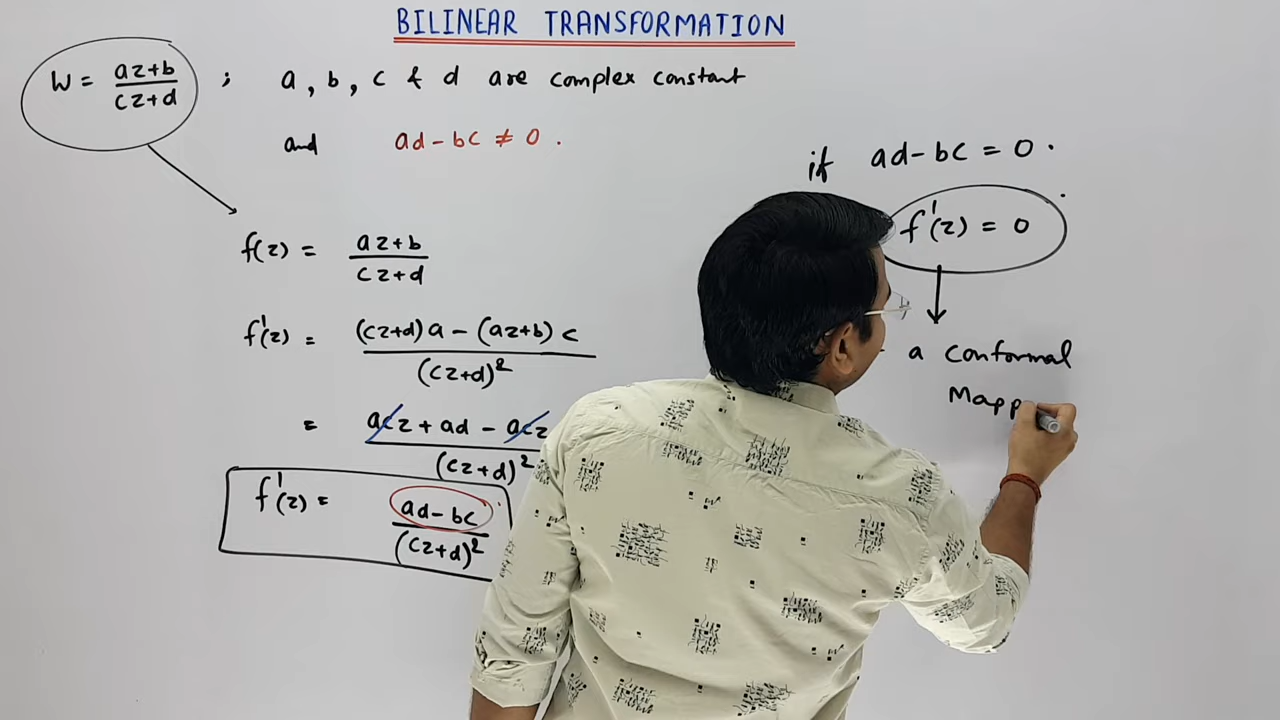 BILINEAR TRANSFORMATION
W = az+b / cz+d ; a, b, c & d are complex constant
and ad-bc ≠ 0.
f(z) = az+b / cz+d
f'(z) = (cz+d) a - (az+b) c / (cz+d)²
= acz + ad - acz / (cz+d)²
f'(z) = ad-bc / (cz+d)²
if ad-bc = 0.
f'(z) = 0
a conformal
Mapp